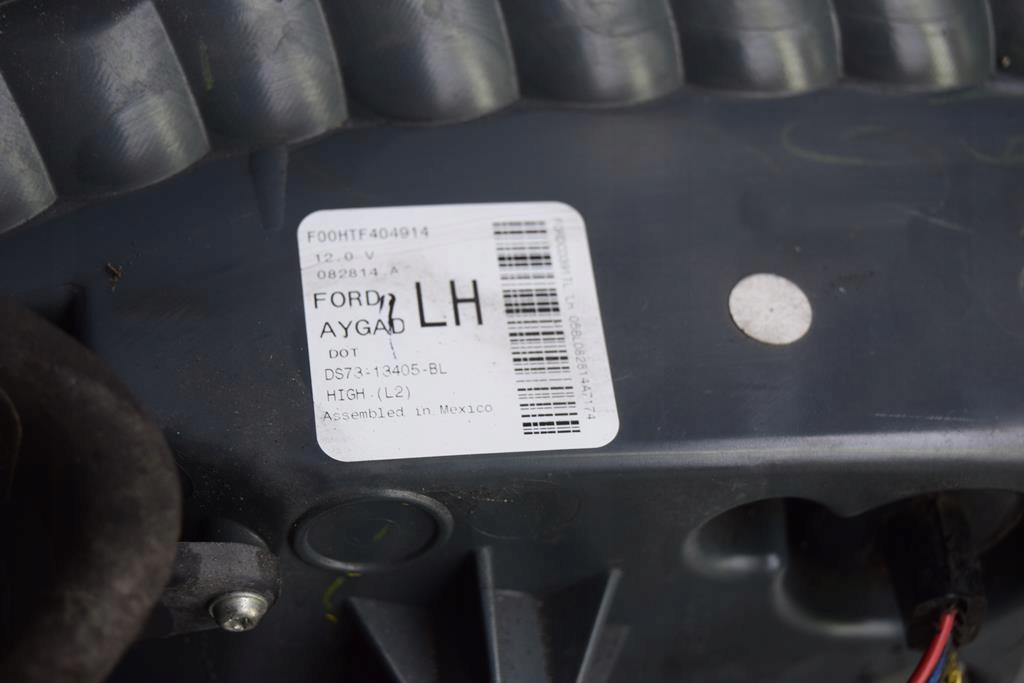 F00HTF404914
12.0 V
082814 A
FORD
AYGAD
LH
DOT
DS73-13405-BL
HIGH (L2)
Assembled in Mexico